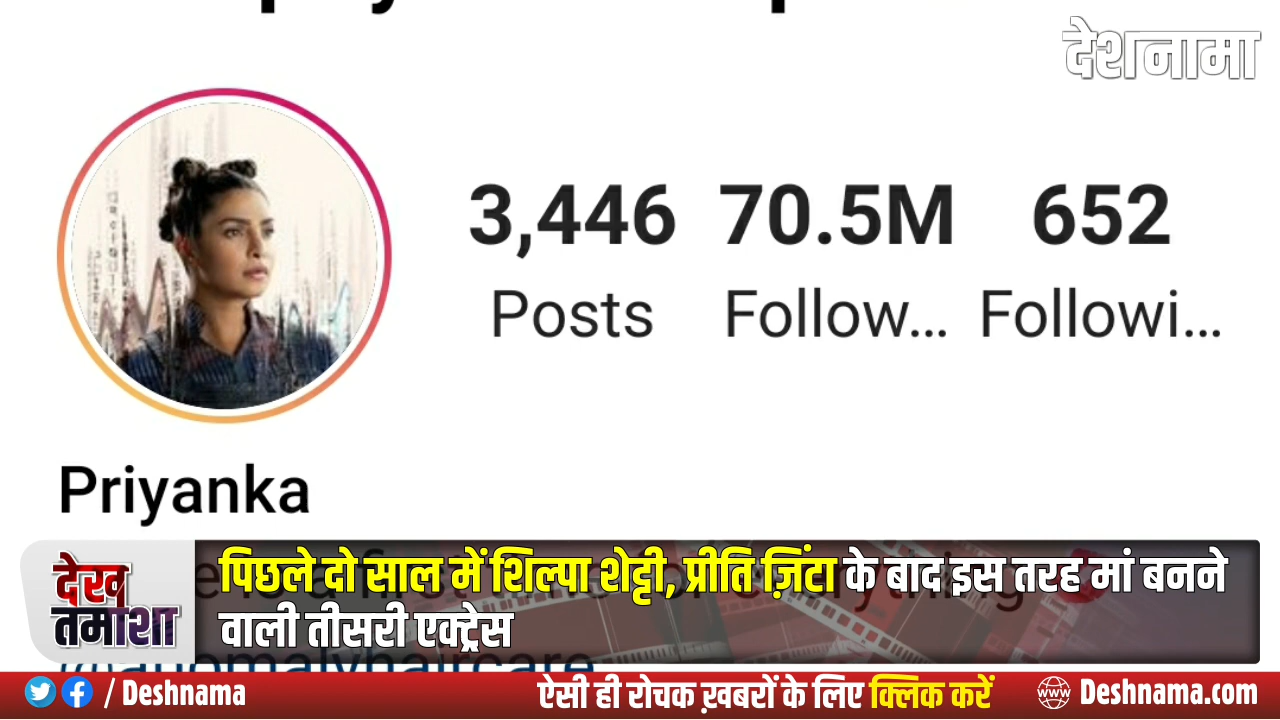 देशनामा
3,446 70.5M 652
Posts Follow... Followi...
Priyanka
देख
तमाशा
पिछले दो साल में शिल्पा शेट्टी, प्रीति ज़िंटा के बाद इस तरह मां बनने
वाली तीसरी एक्ट्रेस
@anomalyhaircare
/ Deshnama
ऐसी ही रोचक ख़बरों के लिए क्लिक करें
Deshnama.com